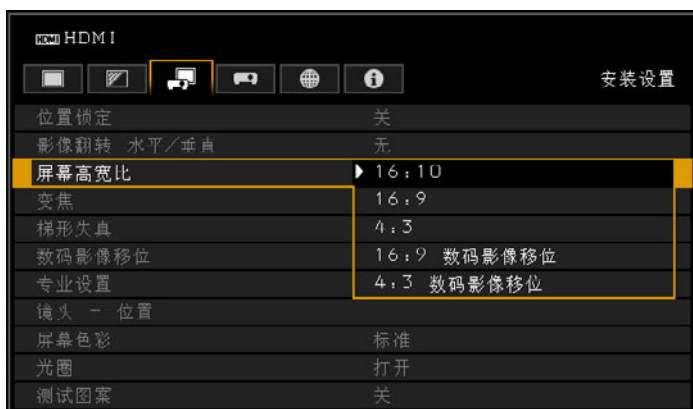 HDMI HDMI
安装设置
位置锁定 关
影像翻转 水平/垂直 无
屏幕高宽比 16:10
变焦 16:9
梯形失真 4:3
数码影像移位 16:9 数码影像移位
专业设置 4:3 数码影像移位
镜头 - 位置
屏幕色彩 标准
光圈 打开
测试图案 关